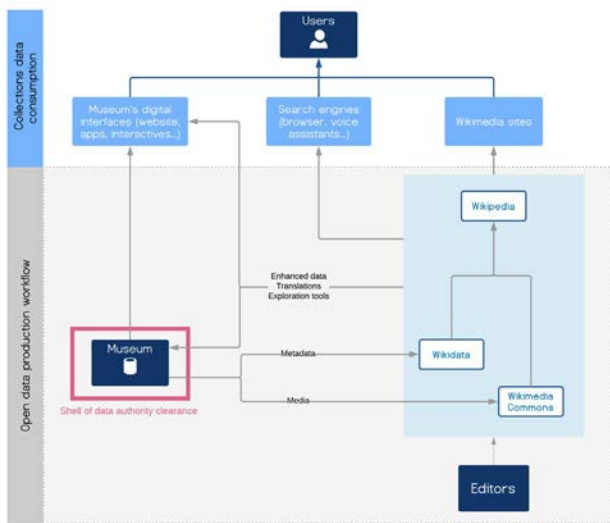 Collections data
consumption
Users
Museum's digital
interfaces (website,
apps, interactives...)
Search engines
(browser, voice
assistants...)
Wikimedia sites
Open data production workflow
Wikipedia
Enhanced data
Translations
Exploration tools
Museum
Shell of data authority clearance
Metadata
Wikidata
Media
Wikimedia
Commons
Editors